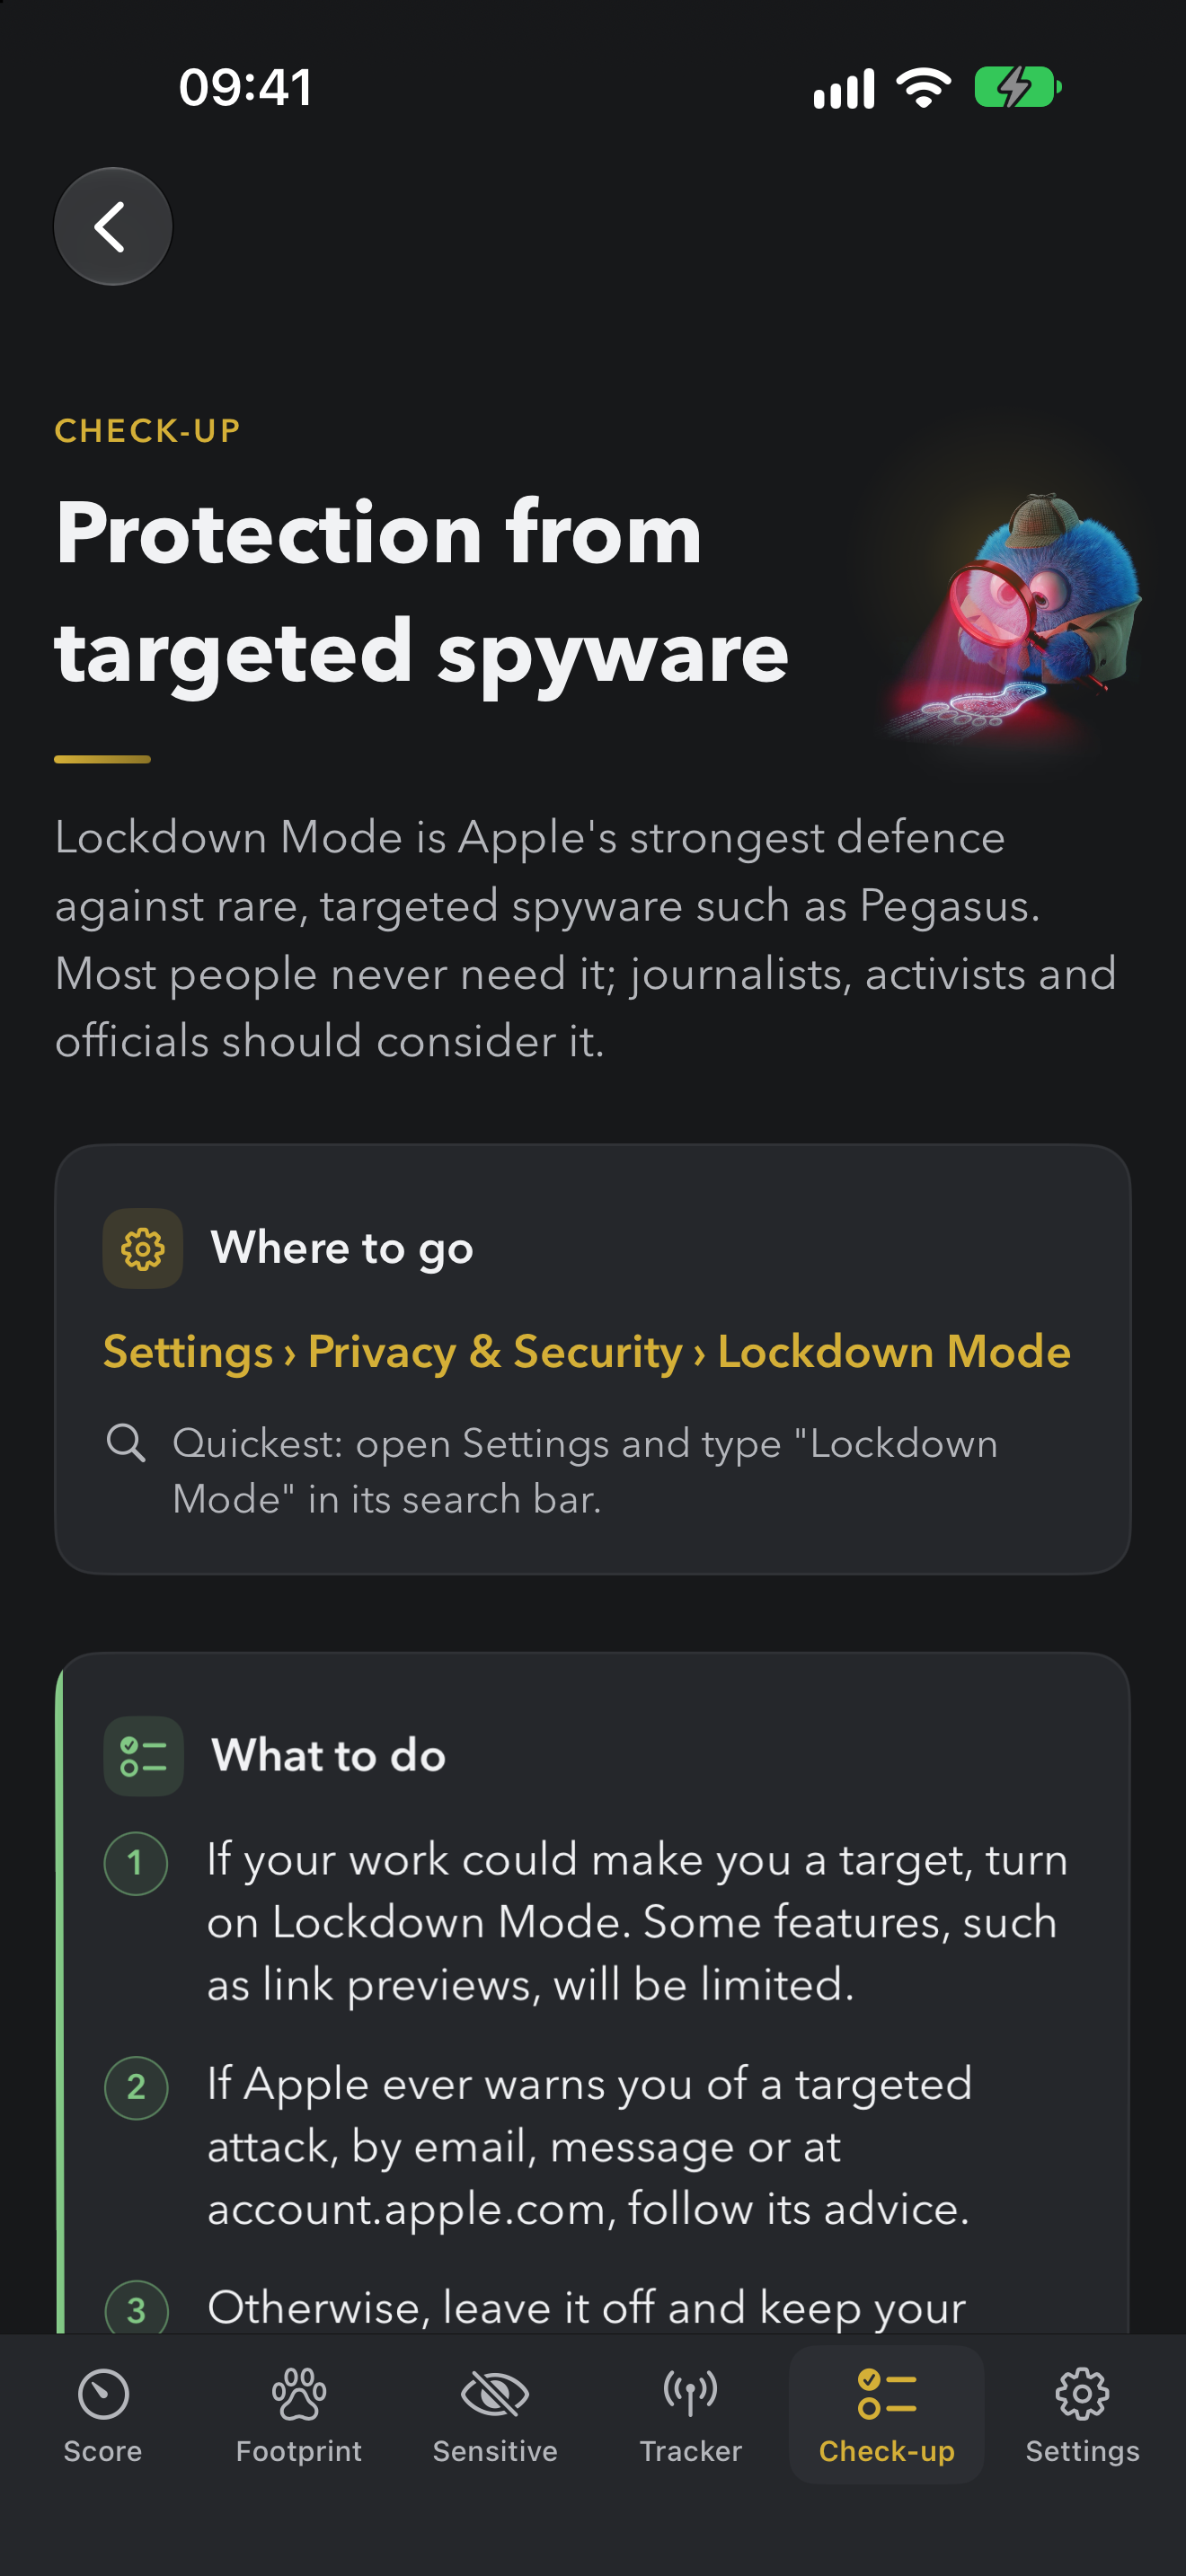 09:41
CHECK-UP
Protection from
targeted spyware
Lockdown Mode is Apple's strongest defence
against rare, targeted spyware such as Pegasus.
Most people never need it; journalists, activists and
officials should consider it.
Where to go
Settings › Privacy & Security › Lockdown Mode
Quickest: open Settings and type "Lockdown
Mode" in its search bar.
What to do
1 If your work could make you a target, turn
on Lockdown Mode. Some features, such
as link previews, will be limited.
2 If Apple ever warns you of a targeted
attack, by email, message or at
account.apple.com, follow its advice.
3 Otherwise, leave it off and keep your
Score Footprint Sensitive Tracker Check-up Settings